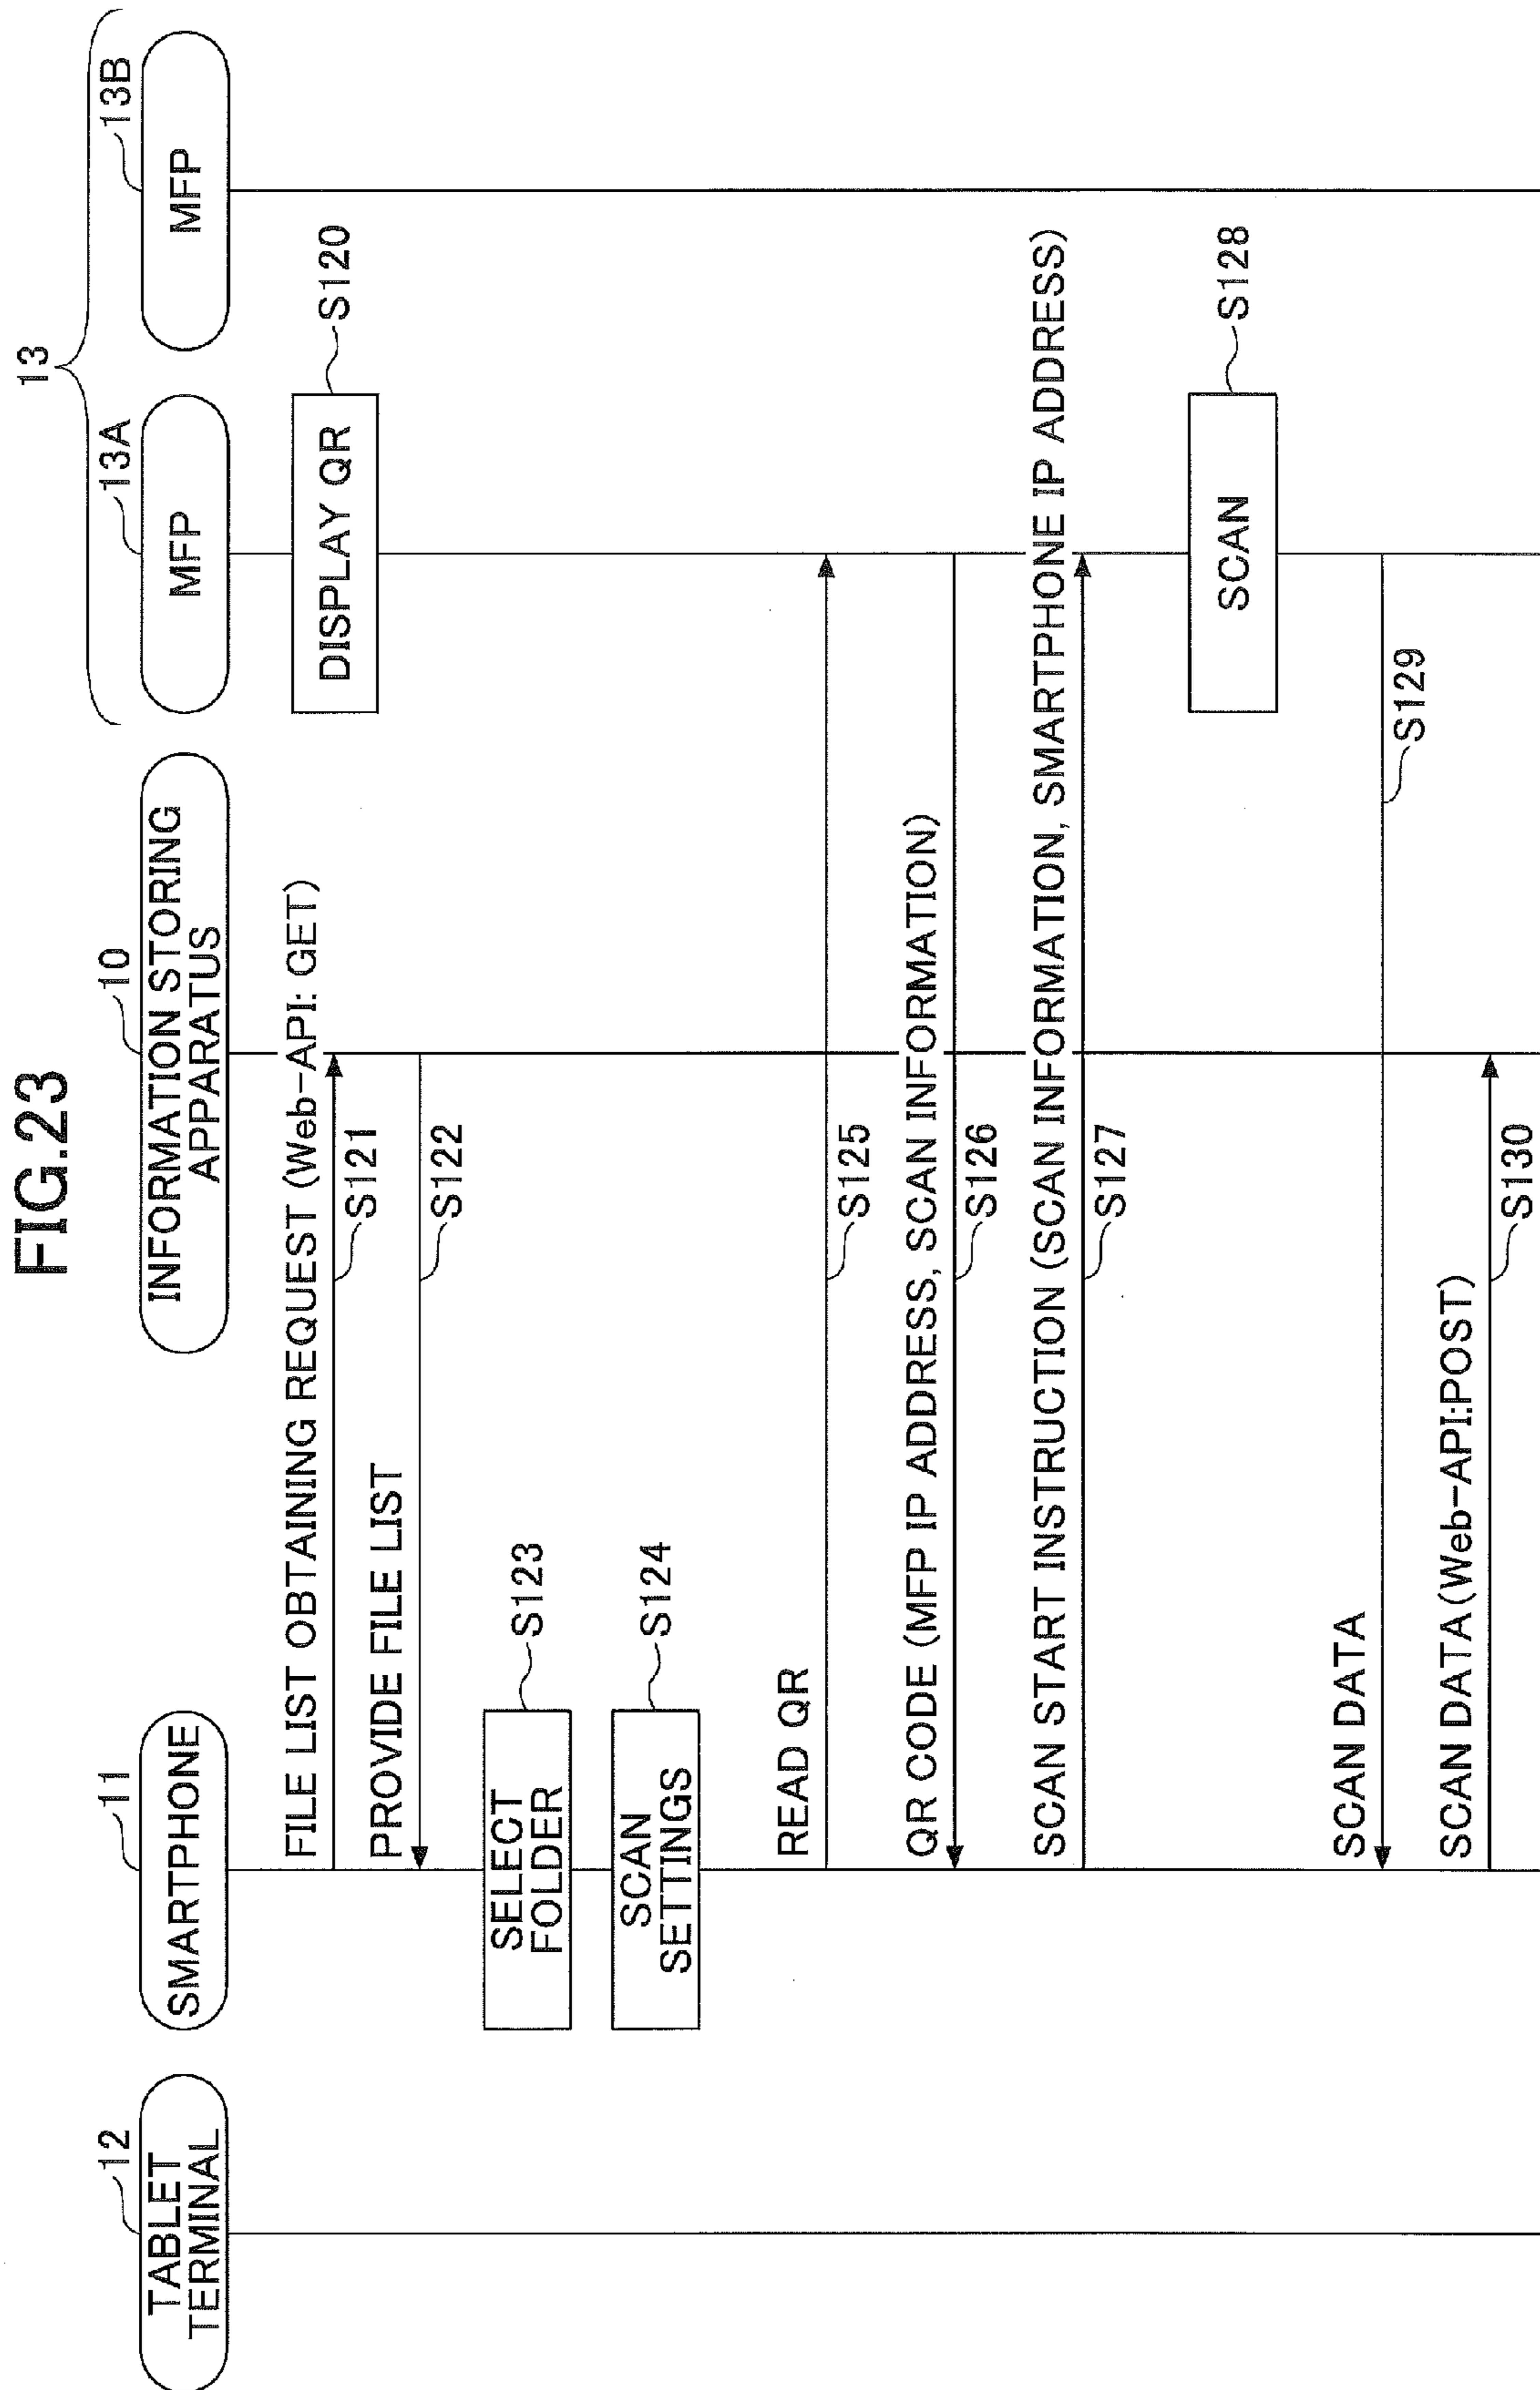 FIG.23
13
12
11
10
13A
13B
TABLET
TERMINAL
SMARTPHONE
INFORMATION STORING
APPARATUS
MFP
MFP
DISPLAY QR
S120
FILE LIST OBTAINING REQUEST (Web-API: GET)
S121
PROVIDE FILE LIST
S122
SELECT
FOLDER
S123
SCAN
SETTINGS
S124
READ QR
S125
QR CODE (MFP IP ADDRESS, SCAN INFORMATION)
S126
SCAN START INSTRUCTION (SCAN INFORMATION, SMARTPHONE IP ADDRESS)
S127
SCAN
S128
SCAN DATA
S129
SCAN DATA(Web-API:POST)
S130